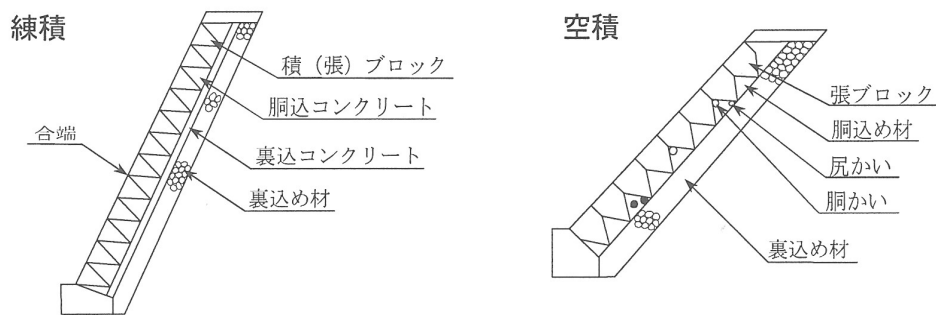 練積
積（張）ブロック
胴込コンクリート
合端
裏込コンクリート
裏込め材
空積
張ブロック
胴込め材
尻かい
胴かい
裏込め材